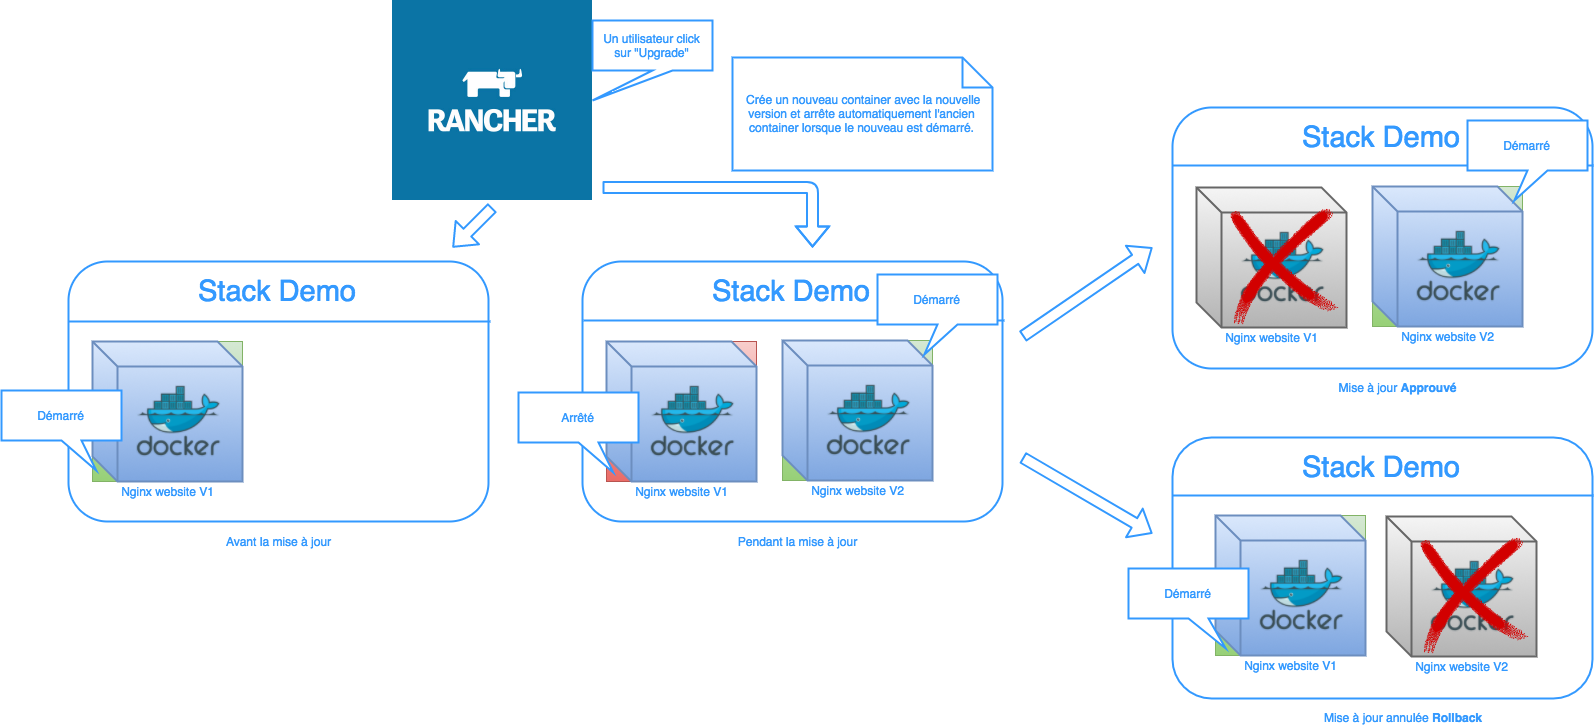 RANCHER
Un utilisateur click
sur "Upgrade"
Crée un nouveau container avec la nouvelle
version et arrête automatiquement l'ancien
container lorsque le nouveau est démarré.
Stack Demo
Démarré
docker
Nginx website V1
Avant la mise à jour
Stack Demo
Démarré
Arrêté
docker
docker
Nginx website V1
Nginx website V2
Pendant la mise à jour
Stack Demo
Démarré
docker
docker
Nginx website V1
Nginx website V2
Mise à jour Approuvé
Stack Demo
Démarré
docker
docker
Nginx website V1
Nginx website V2
Mise à jour annulée Rollback